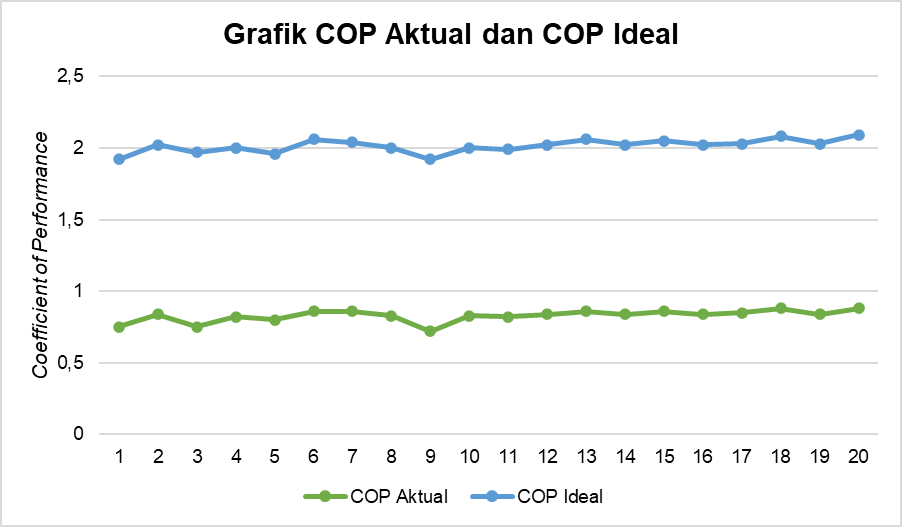 Grafik COP Aktual dan COP Ideal
Coefficient of Performance
2,5
2
1,5
1
0,5
0
1 2 3 4 5 6 7 8 9 10 11 12 13 14 15 16 17 18 19 20
COP Aktual COP Ideal